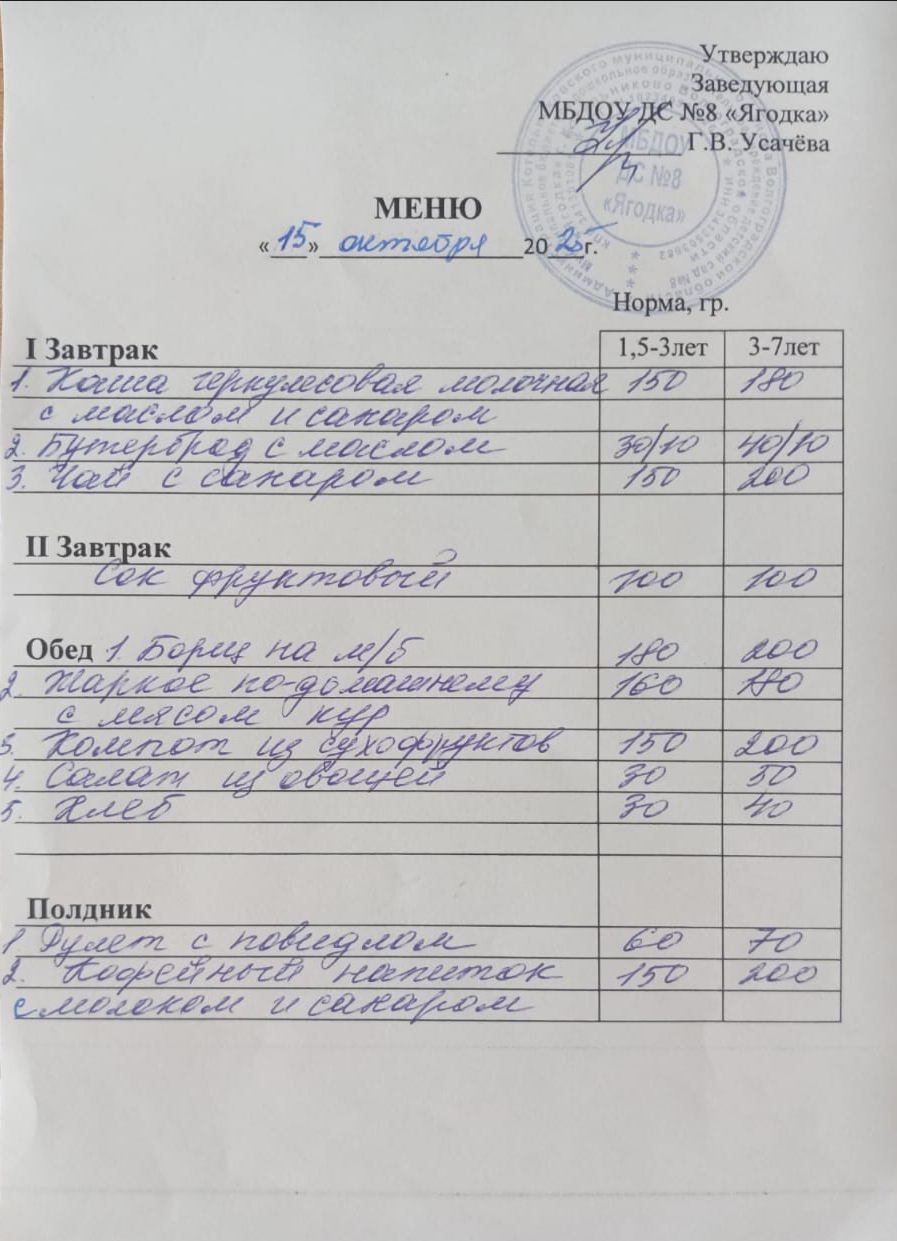 Утверждаю
Заведующая
МБДОУ ДС №8 «Ягодка»
Г.В. Усачёва
МБДОУ
ДС №8
«Ягодка»
МЕНЮ
«15» октября 2025 г.
Норма, гр.
I Завтрак 1,5-3лет 3-7лет
1. Каша геркулесовая молочная 150 180
с маслом и сахаром
2. Бутерброд с маслом 30/10 40/10
3. Чай с сахаром 150 200
II Завтрак
Сок фруктовый 100 100
Обед 1. Борщ на м/б 180 200
2. Жаркое по-домашнему 160 180
с мясом кур
3. Компот из сухофруктов 150 200
4. Салат из овощей 30 50
5. Хлеб 30 40
Полдник
1. Рулет с повидлом 60 70
2. Кофейный напиток 150 200
с молоком и сахаром